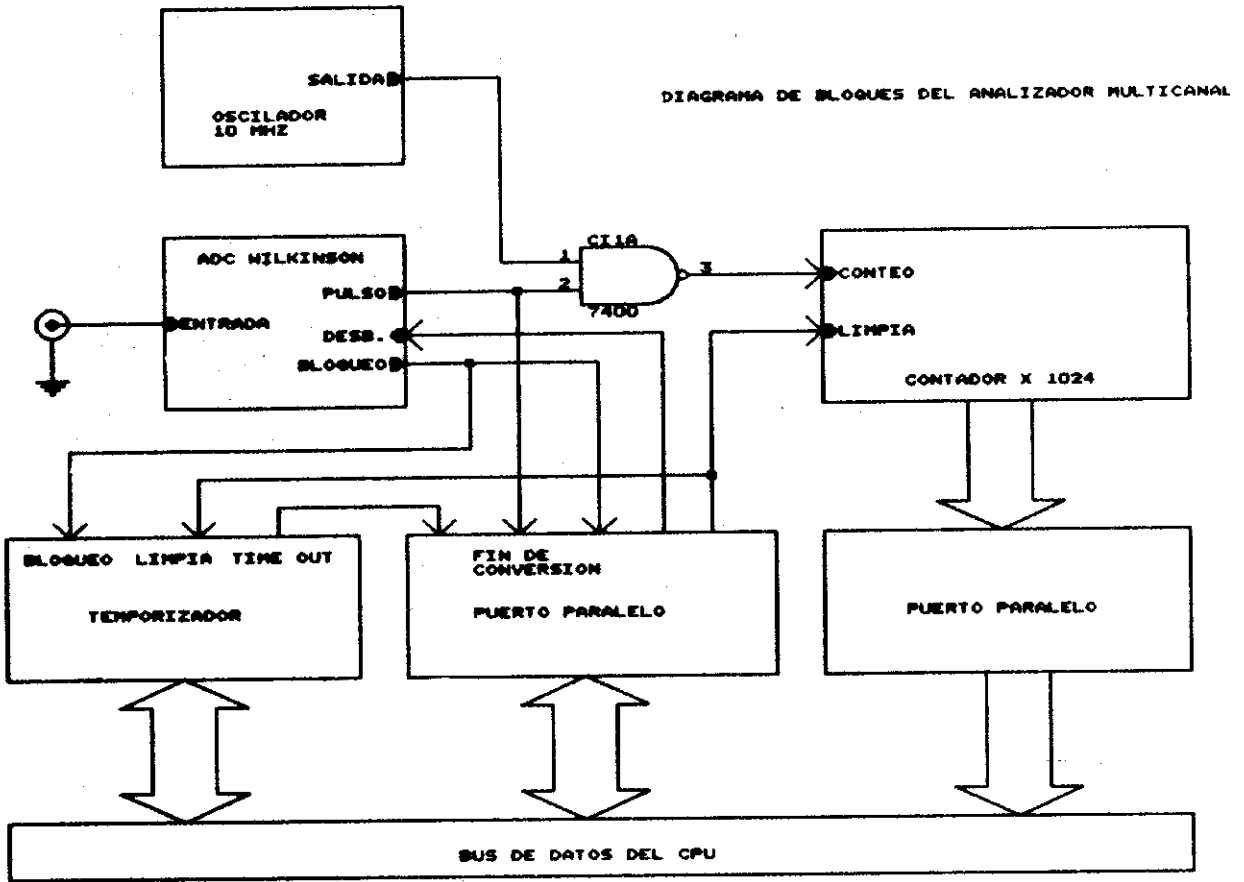 SALIDA
OSCILADOR
10 MHZ
DIAGRAMA DE BLOQUES DEL ANALIZADOR MULTICANAL
ADC WILKINSON
PULSO
ENTRADA
DESB.
BLOQUEO
CI1A
1
2
3
7400
CONTEO
LIMPIA
CONTADOR X 1024
BLOQUEO LIMPIA TIME OUT
TEMPORIZADOR
FIN DE
CONVERSION
PUERTO PARALELO
PUERTO PARALELO
BUS DE DATOS DEL CPU